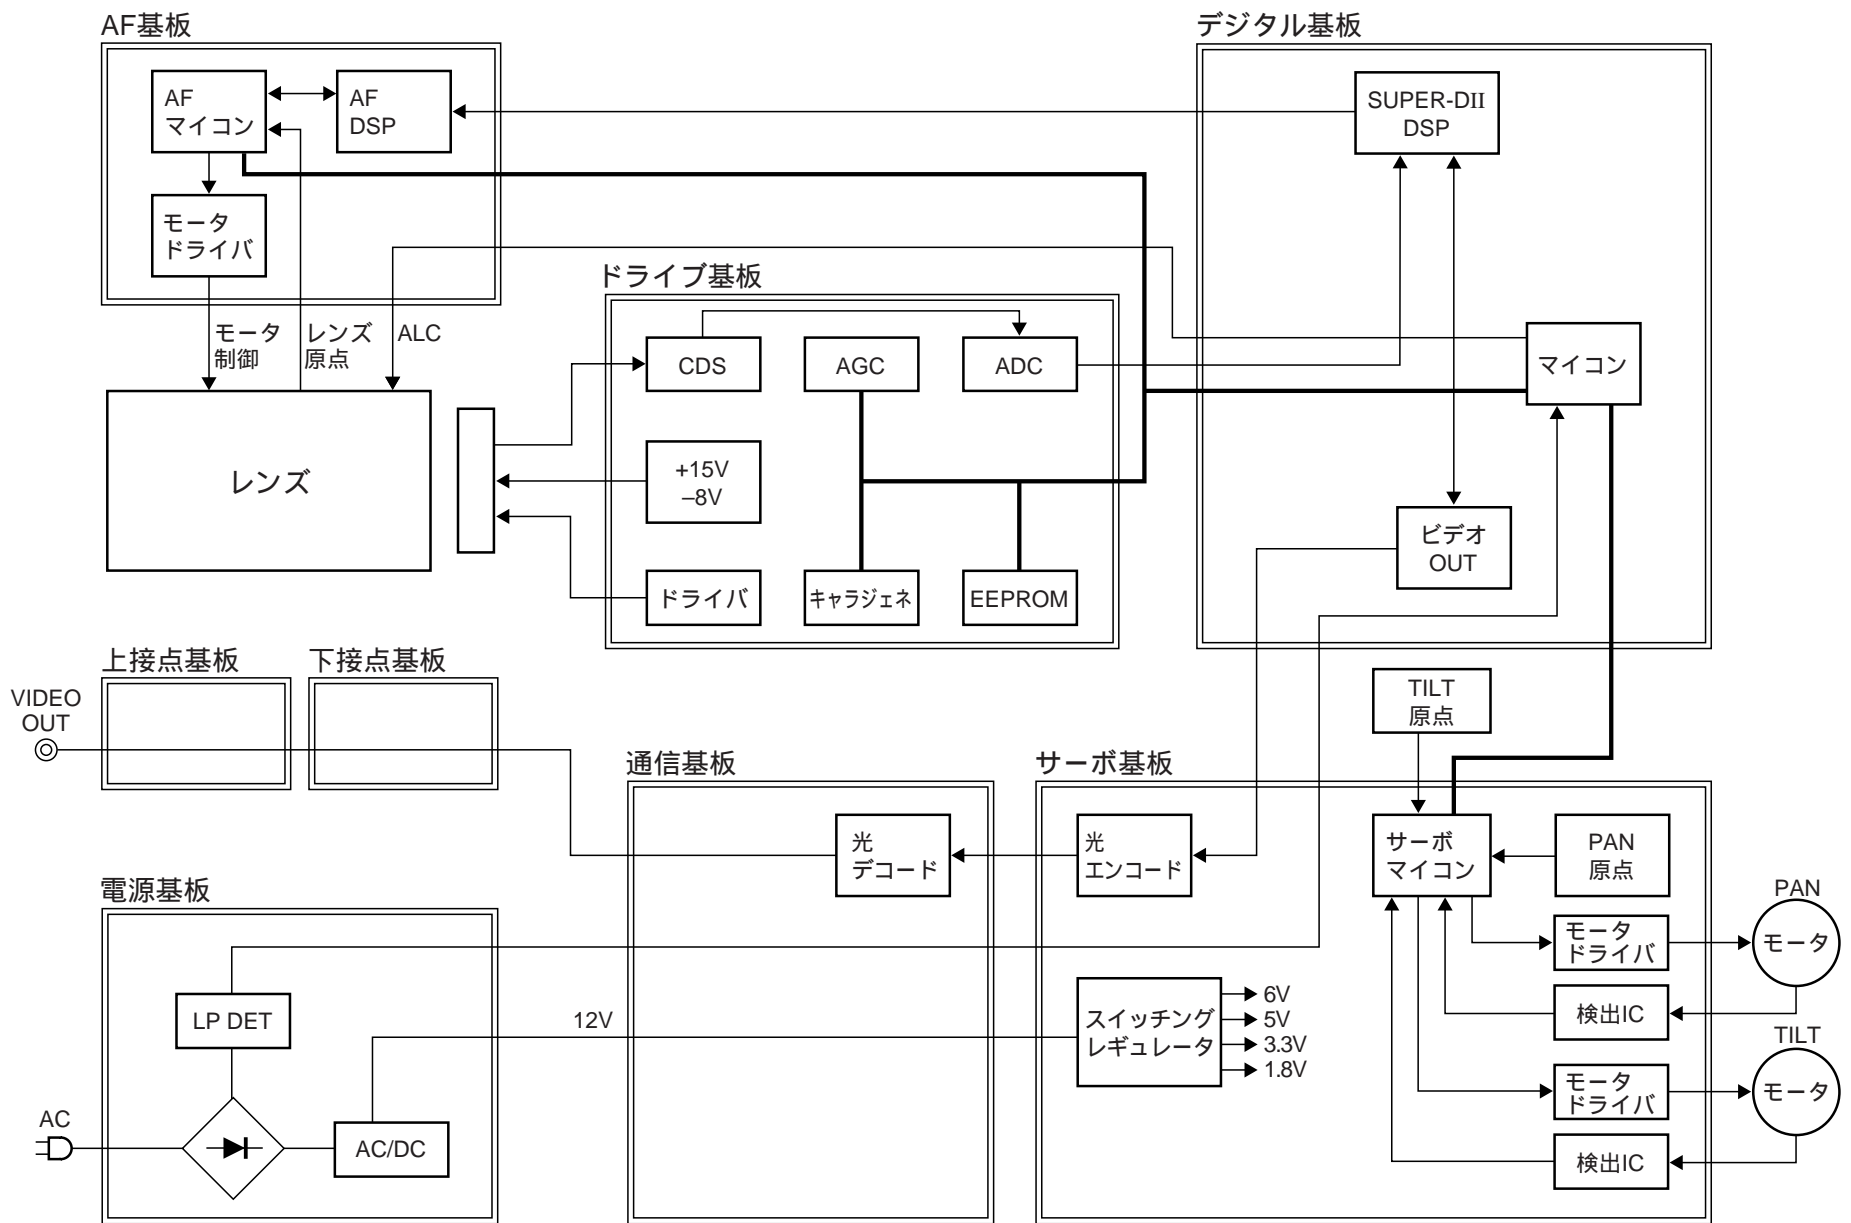 AF基板
AF
マイコン
AF
DSP
モータ
ドライバ
モータ
制御
レンズ
原点
ALC
レンズ
ドライブ基板
CDS
AGC
ADC
+15V
–8V
ドライバ
キャラジェネ
EEPROM
デジタル基板
SUPER-DII
DSP
マイコン
ビデオ
OUT
上接点基板
下接点基板
VIDEO
OUT
通信基板
光
デコード
サーボ基板
光
エンコード
TILT
原点
サーボ
マイコン
PAN
原点
モータ
ドライバ
PAN
モータ
検出IC
TILT
モータ
ドライバ
モータ
検出IC
スイッチング
レギュレータ
6V
5V
3.3V
1.8V
電源基板
LP DET
12V
AC
AC/DC